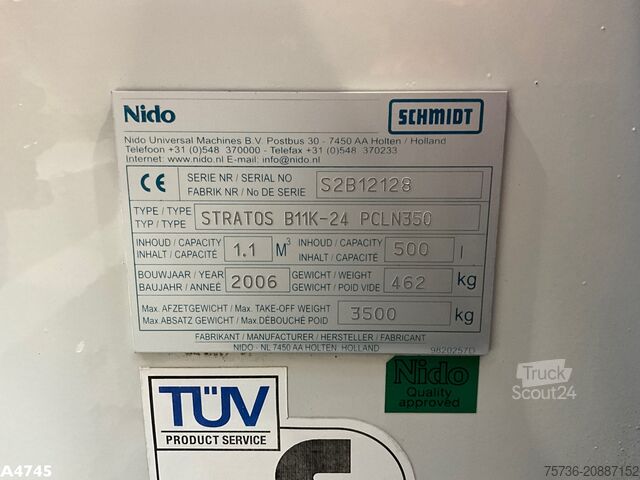 Nido
SCHMIDT
Nido Universal Machines B.V. Postbus 30 - 7450 AA Holten / Holland
Telefoon +31 (0)548 370000 - Telefax +31 (0)548 370233
Internet: www.nido.nl E-mail: info@nido.nl
CE
SERIE NR / SERIAL NO
FABRIK NR / No DE SERIE
S2B12128
TYPE / TYPE
TYP / TYPE
STRATOS B11K-24 PCLN350
INHOUD / CAPACITY
INHALT / CAPACITÉ
1.1 M3
INHOUD / CAPACITY
INHALT / CAPACITÉ
500 l
BOUWJAAR / YEAR
BAUJAHR / ANNEÉ
2006
GEWICHT / WEIGHT
GEWICHT / POID VIDE
462 kg
Max. AFZETGEWICHT / Max. TAKE-OFF WEIGHT
Max ABSATZ GEWICHT / Max.DÉBOUCHE POID
3500 kg
FABRIKANT / MANUFACTURER / HERSTELLER / FABRICANT
NIDO - NL 7450 AA HOLTEN HOLLAND
9820257D
Nido
Quality
approved
TÜV
PRODUCT SERVICE
Truck
Scout24
A4745
75736-20887152